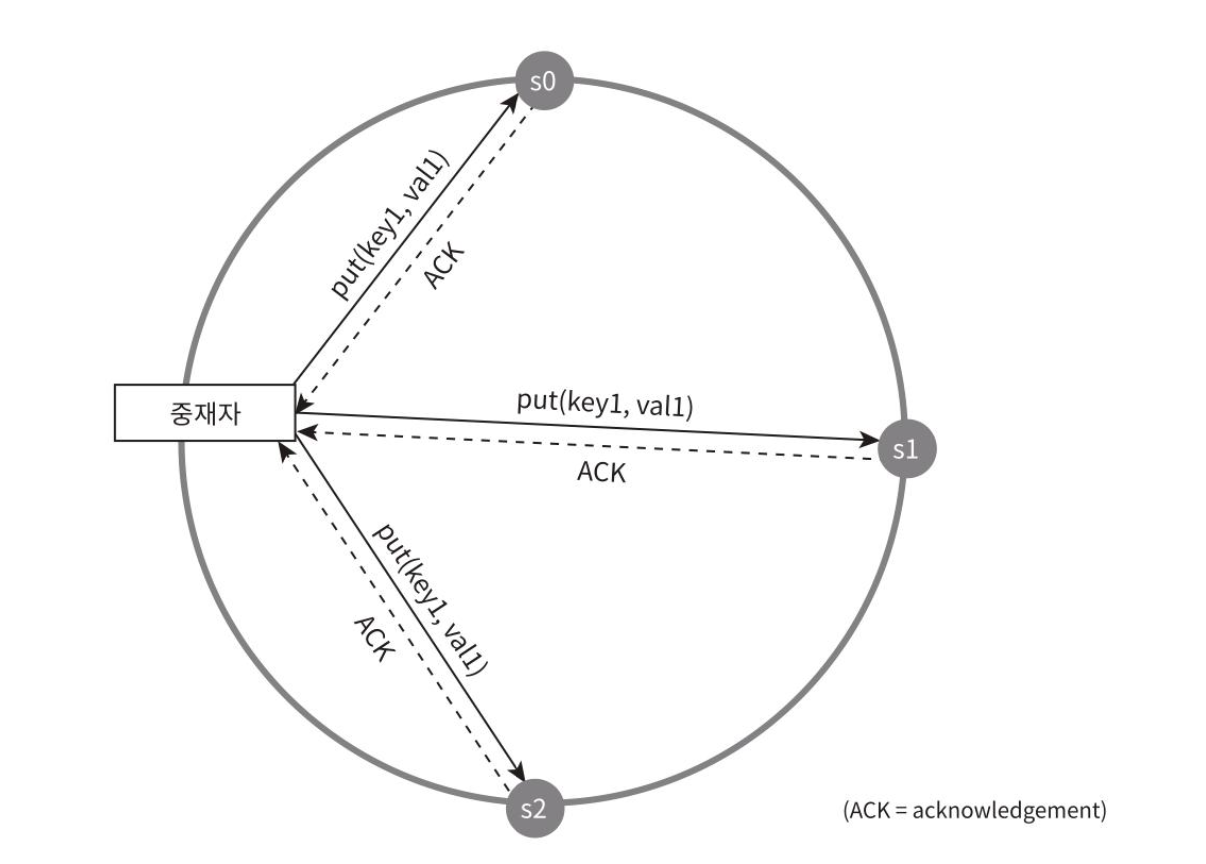 s0
put(key1, val1)
ACK
중재자
put(key1, val1)
ACK
s1
put(key1, val1)
ACK
s2
(ACK = acknowledgement)